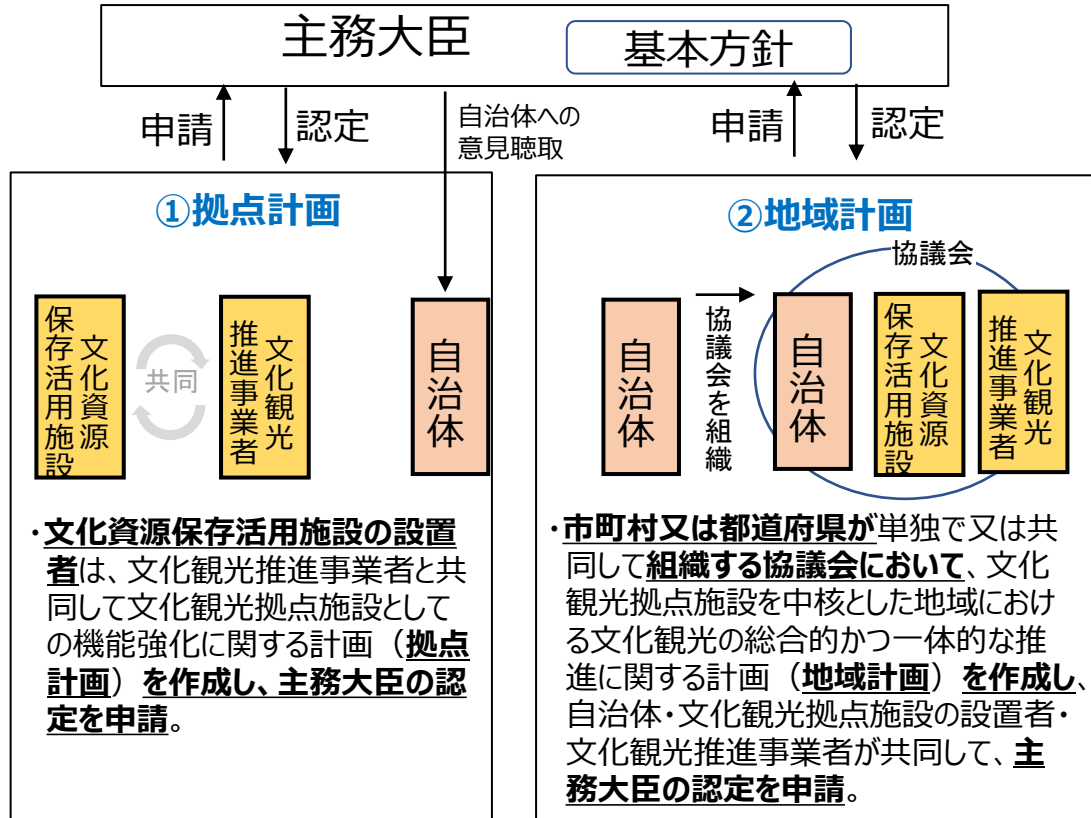 主務大臣
基本方針
申請
認定
自治体への
意見聴取
申請
認定
①拠点計画
文化資源
保存活用施設
共同
文化観光
推進事業者
自治体
・文化資源保存活用施設の設置
者は、文化観光推進事業者と共
同して文化観光拠点施設として
の機能強化に関する計画（拠点
計画）を作成し、主務大臣の認
定を申請。
②地域計画
協議会
自治体
協議会を組織
自治体
文化資源
保存活用施設
文化観光
推進事業者
・市町村又は都道府県が単独で又は共
同して組織する協議会において、文化
観光拠点施設を中核とした地域におけ
る文化観光の総合的かつ一体的な推
進に関する計画（地域計画）を作成し、
自治体・文化観光拠点施設の設置者・
文化観光推進事業者が共同して、主
務大臣の認定を申請。